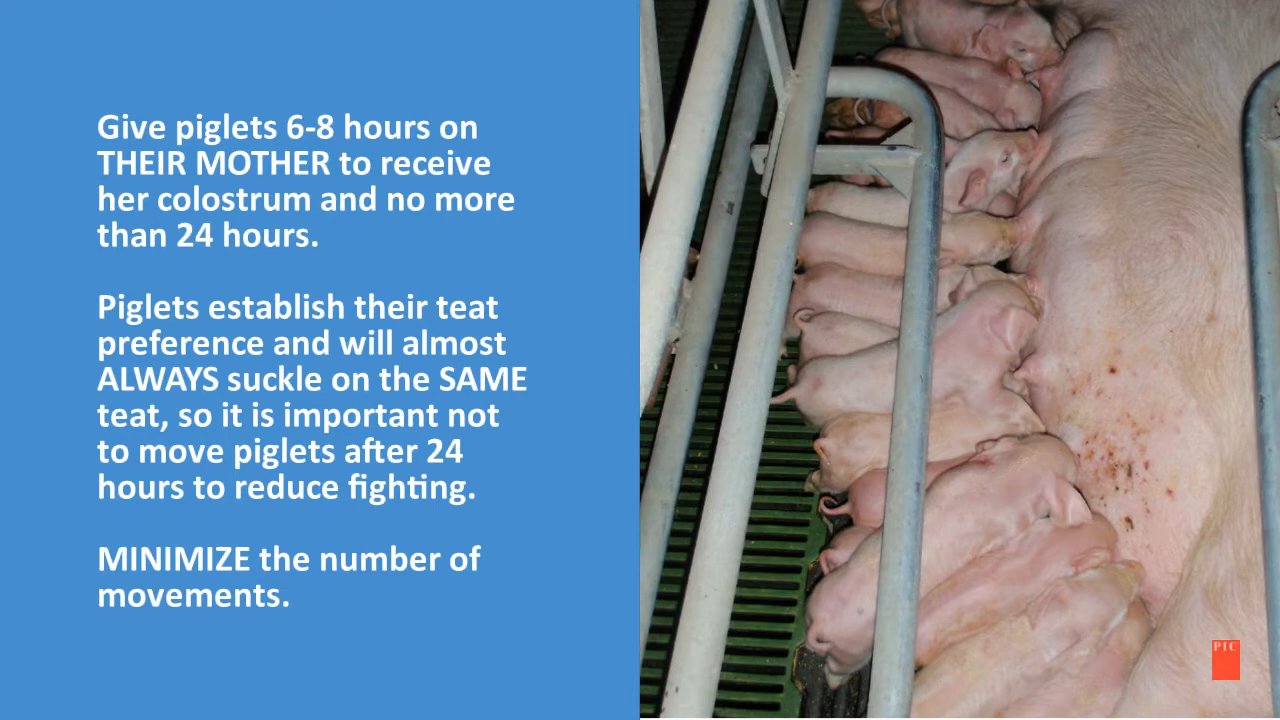 Give piglets 6-8 hours on
THEIR MOTHER to receive
her colostrum and no more
than 24 hours.
Piglets establish their teat
preference and will almost
ALWAYS suckle on the SAME
teat, so it is important not
to move piglets after 24
hours to reduce fighting.
MINIMIZE the number of
movements.
PIC